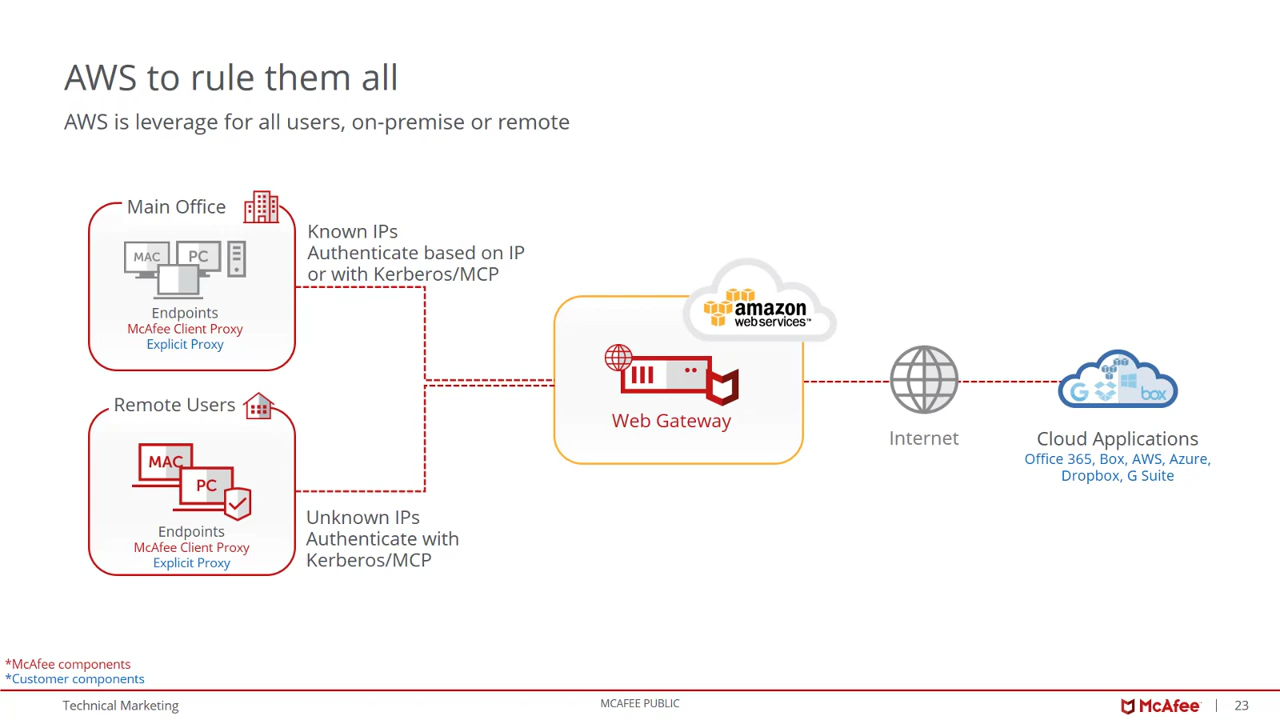 AWS to rule them all
AWS is leverage for all users, on-premise or remote
Main Office
MAC
PC
Endpoints
McAfee Client Proxy
Explicit Proxy
Known IPs
Authenticate based on IP
or with Kerberos/MCP
Remote Users
MAC
PC
Endpoints
McAfee Client Proxy
Explicit Proxy
Unknown IPs
Authenticate with
Kerberos/MCP
amazon
webservices™
Web Gateway
Internet
G
box
Cloud Applications
Office 365, Box, AWS, Azure,
Dropbox, G Suite
*McAfee components
*Customer components
Technical Marketing
MCAFEE PUBLIC
McAfee
23